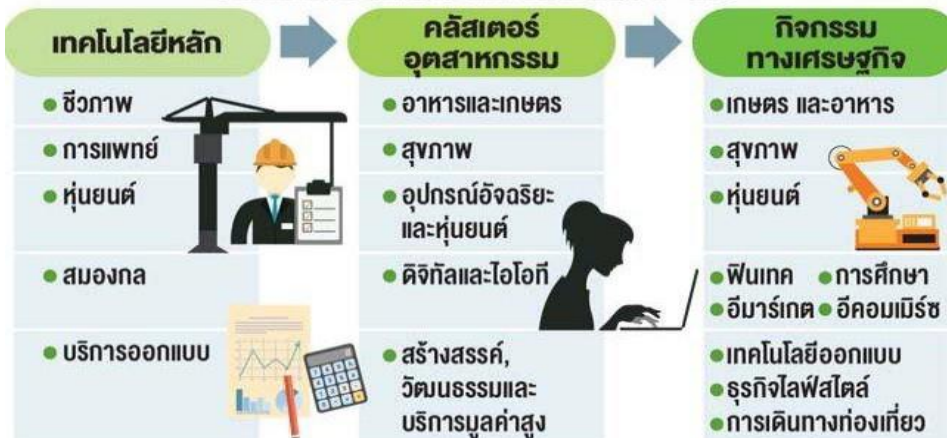 เทคโนโลยีหลัก
คลัสเตอร์
อุตสาหกรรม
กิจกรรม
ทางเศรษฐกิจ
• ชีวภาพ
• อาหารและเกษตร
• เกษตร และอาหาร
• การแพทย์
• สุขภาพ
• สุขภาพ
• หุ่นยนต์
• อุปกรณ์อัจฉริยะ
และหุ่นยนต์
• หุ่นยนต์
• สมองกล
• ดิจิทัลและไอโอที
• ฟินเทค • การศึกษา
• อีมาร์เกต • อีคอมเมิร์ซ
• บริการออกแบบ
• สร้างสรรค์,
วัฒนธรรมและ
บริการมูลค่าสูง
• เทคโนโลยีออกแบบ
• ธุรกิจไลฟ์สไตล์
• การเดินทางท่องเที่ยว